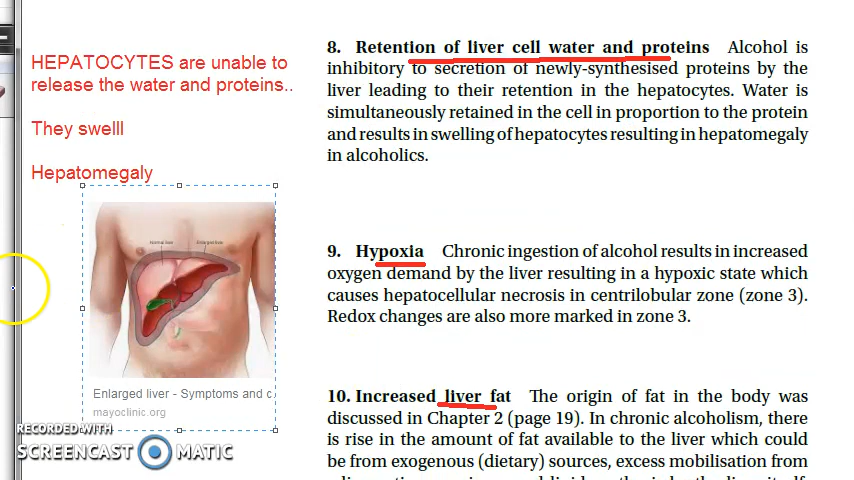 HEPATOCYTES are unable to
release the water and proteins..
They swelll
Hepatomegaly
Normal liver
Enlarged liver
Enlarged liver - Symptoms and c
mayoclinic.org
RECORDED WITH
SCREENCAST MATIC
8. Retention of liver cell water and proteins Alcohol is
inhibitory to secretion of newly-synthesised proteins by the
liver leading to their retention in the hepatocytes. Water is
simultaneously retained in the cell in proportion to the protein
and results in swelling of hepatocytes resulting in hepatomegaly
in alcoholics.
9. Hypoxia Chronic ingestion of alcohol results in increased
oxygen demand by the liver resulting in a hypoxic state which
causes hepatocellular necrosis in centrilobular zone (zone 3).
Redox changes are also more marked in zone 3.
10. Increased liver fat The origin of fat in the body was
discussed in Chapter 2 (page 19). In chronic alcoholism, there
is rise in the amount of fat available to the liver which could
be from exogenous (dietary) sources, excess mobilisation from